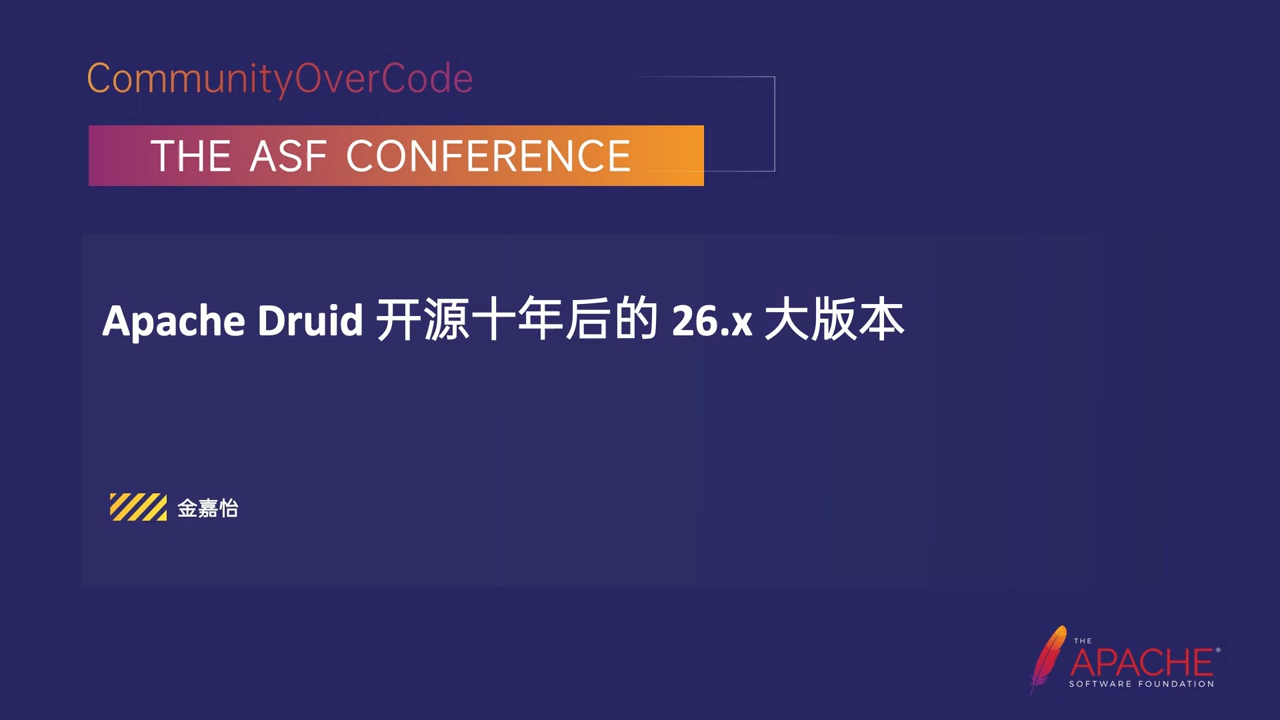 CommunityOverCode
THE ASF CONFERENCE
Apache Druid 开源十年后的 26.x 大版本
金嘉怡
THE
APACHE®
SOFTWARE FOUNDATION